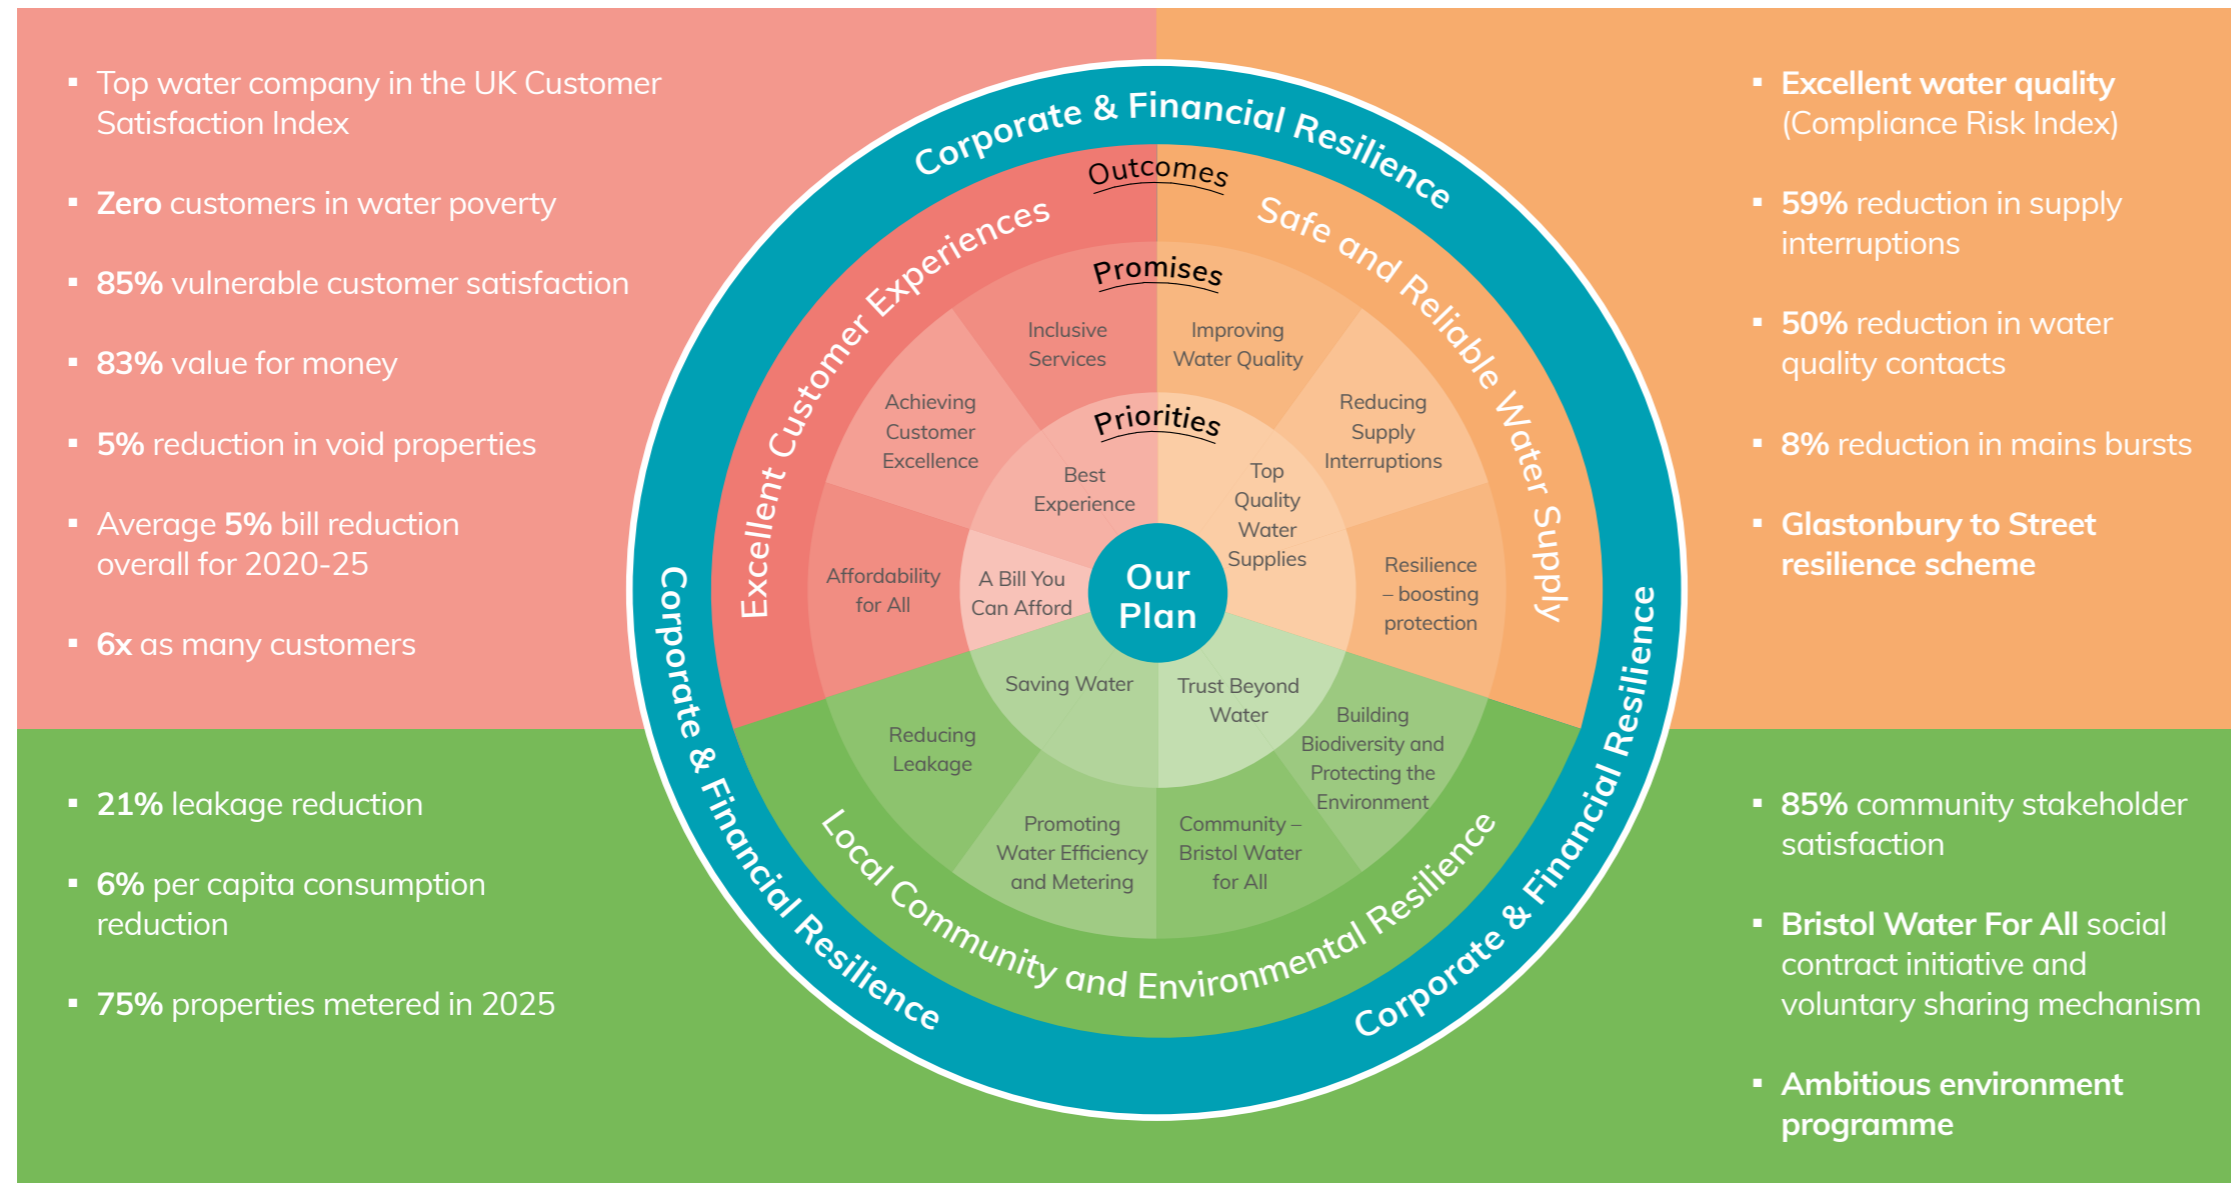 Top water company in the UK Customer
Satisfaction Index
Zero customers in water poverty
85% vulnerable customer satisfaction
83% value for money
5% reduction in void properties
Average 5% bill reduction
overall for 2020-25
6x as many customers
21% leakage reduction
6% per capita consumption
reduction
75% properties metered in 2025
Corporate & Financial Resilience
Corporate & Financial Resilience
Corporate & Financial Resilience
Outcomes
Excellent Customer Experiences
Safe and Reliable Water Supply
Local Community and Environmental Resilience
Promises
Inclusive
Services
Improving
Water Quality
Achieving
Customer
Excellence
Reducing
Supply
Interruptions
Affordability
for All
Resilience
– boosting
protection
Reducing
Leakage
Promoting
Water Efficiency
and Metering
Community –
Bristol Water
for All
Building
Biodiversity and
Protecting the
Environment
Priorities
Best
Experience
Top
Quality
Water
Supplies
A Bill You
Can Afford
Saving Water
Trust Beyond
Water
Our
Plan
Excellent water quality
(Compliance Risk Index)
59% reduction in supply
interruptions
50% reduction in water
quality contacts
8% reduction in mains bursts
Glastonbury to Street
resilience scheme
85% community stakeholder
satisfaction
Bristol Water For All social
contract initiative and
voluntary sharing mechanism
Ambitious environment
programme